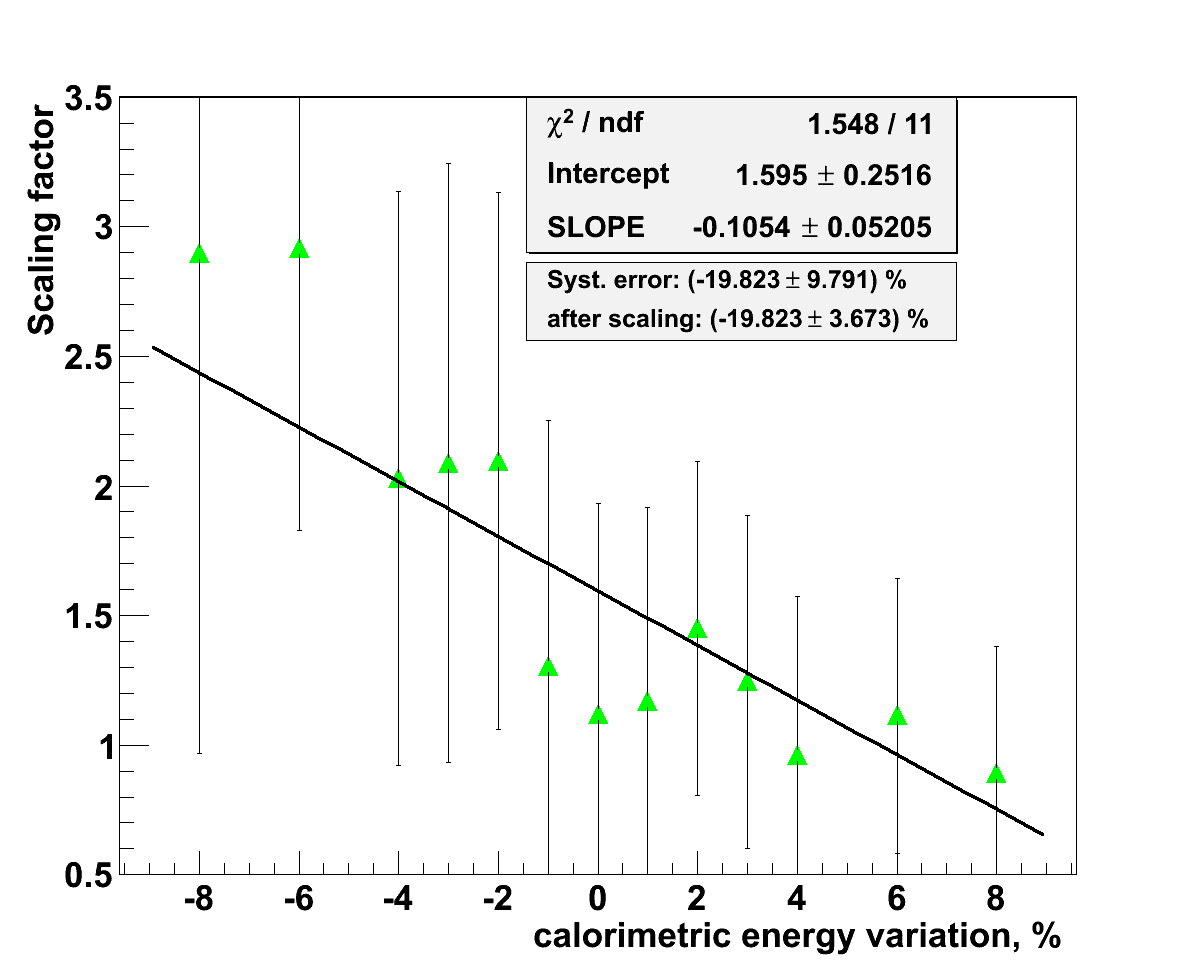 3.5
3
2.5
2
1.5
1
0.5
Scaling factor
χ² / ndf 1.548 / 11
Intercept 1.595 ± 0.2516
SLOPE -0.1054 ± 0.05205
Syst. error: (-19.823 ± 9.791) %
after scaling: (-19.823 ± 3.673) %
-8 -6 -4 -2 0 2 4 6 8
calorimetric energy variation, %